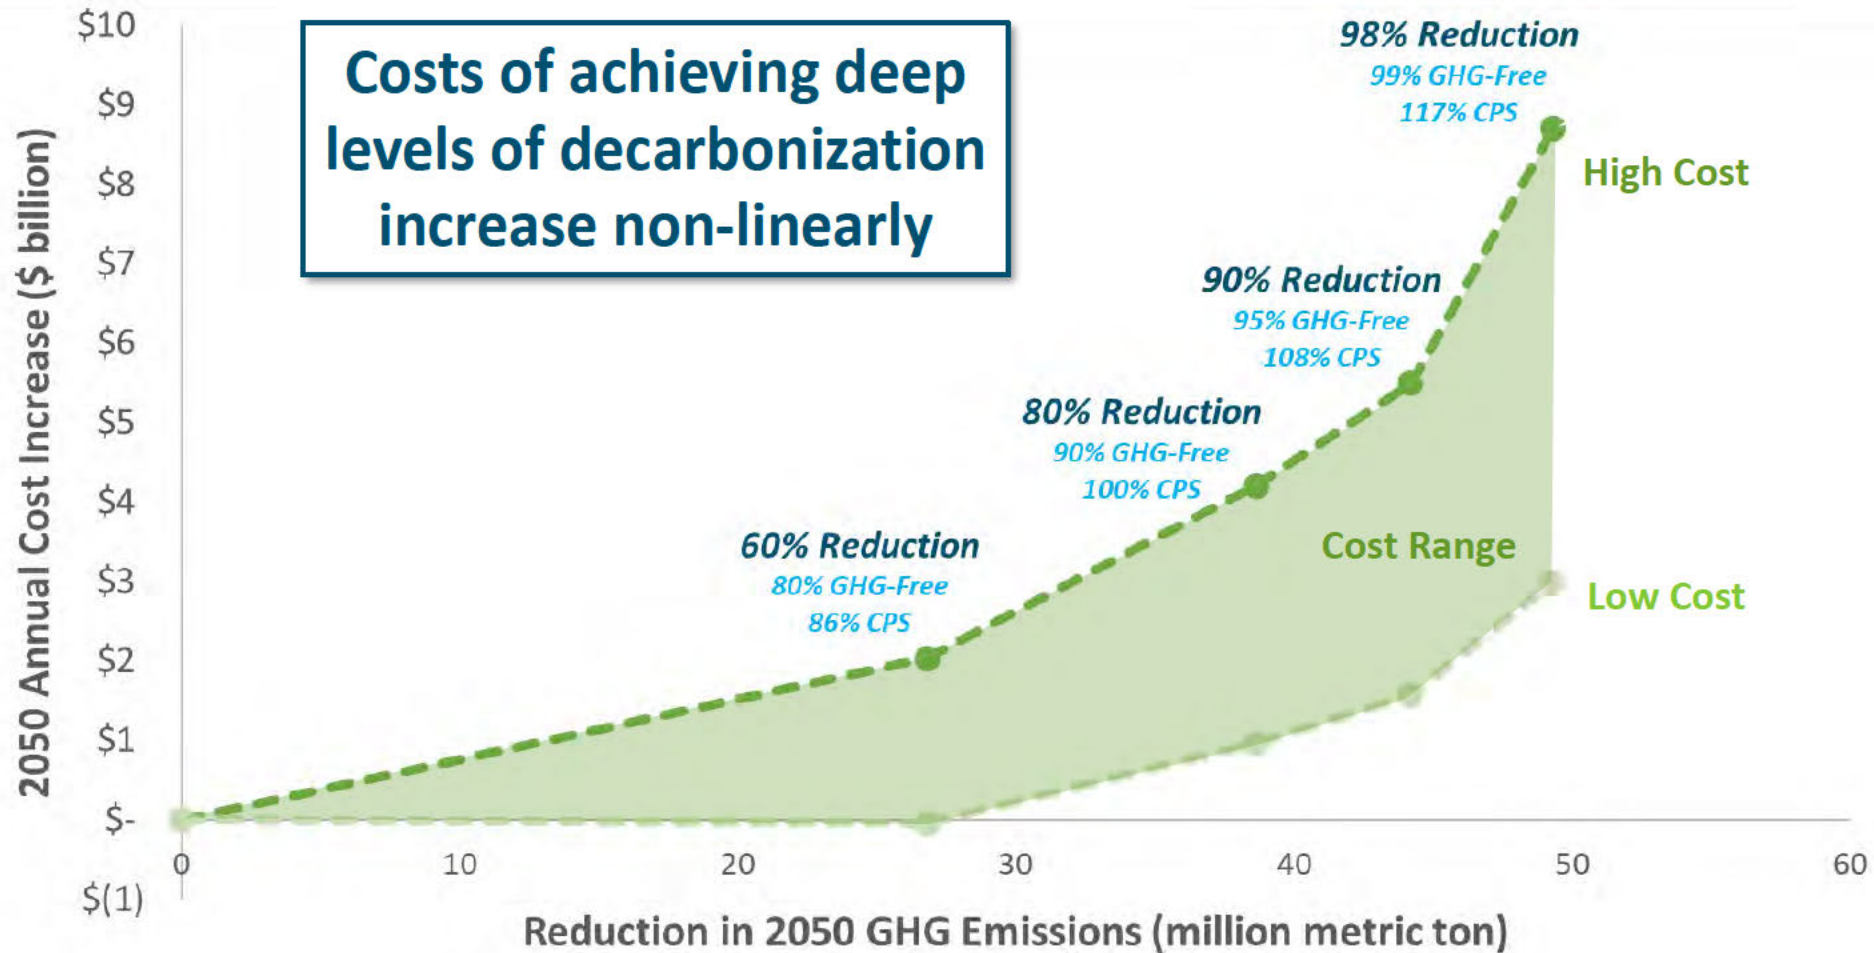 Costs of achieving deep
levels of decarbonization
increase non-linearly
2050 Annual Cost Increase ($ billion)
$10
$9
$8
$7
$6
$5
$4
$3
$2
$1
$-
$(1)
98% Reduction
99% GHG-Free
117% CPS
High Cost
90% Reduction
95% GHG-Free
108% CPS
80% Reduction
90% GHG-Free
100% CPS
60% Reduction
80% GHG-Free
86% CPS
Cost Range
Low Cost
0 10 20 30 40 50 60
Reduction in 2050 GHG Emissions (million metric ton)